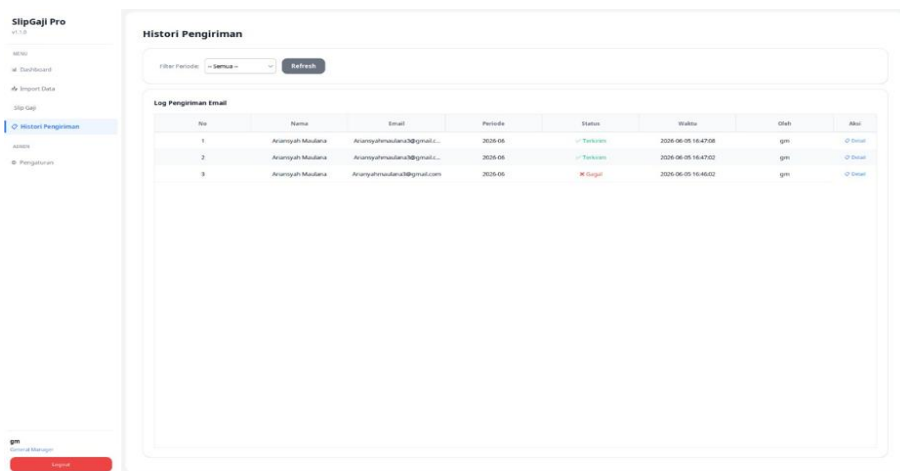 SlipGaji Pro
v1.1.0
MENU
Dashboard
Import Data
Slip Gaji
Histori Pengiriman
ADMIN
Pengaturan
gm
General Manager
Logout
Histori Pengiriman
Filter Periode: -- Semua -- Refresh
Log Pengiriman Email
No Nama Email Periode Status Waktu Oleh Aksi
1 Ariansyah Maulana Ariansyahmaulana3@gmail.c... 2026-06 Terkirim 2026-06-05 16:47:08 gm Detail
2 Ariansyah Maulana Ariansyahmaulana3@gmail.c... 2026-06 Terkirim 2026-06-05 16:47:02 gm Detail
3 Ariansyah Maulana Arianyahmaulana3@gmail.com 2026-06 Gagal 2026-06-05 16:46:02 gm Detail